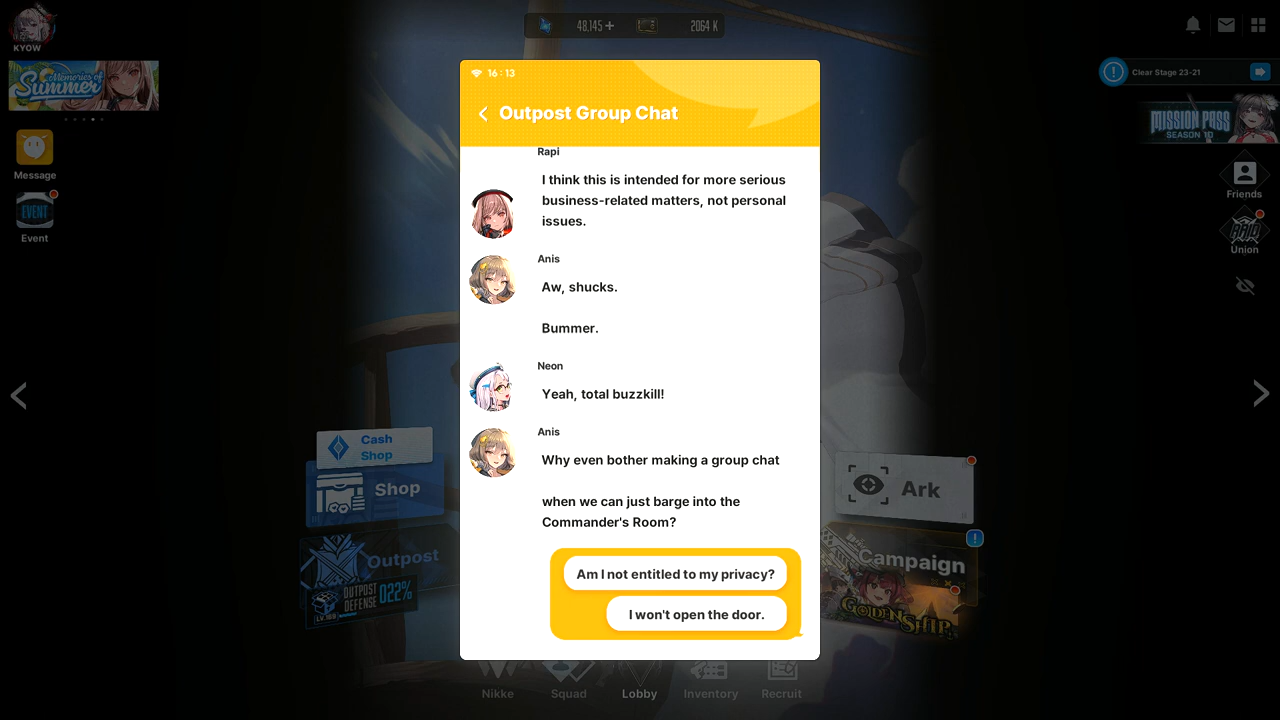 48,145 +
2064 K
KYOW
Memories of
SUMMER
Message
EVENT
Event
16 : 13
Outpost Group Chat
Rapi
I think this is intended for more serious
business-related matters, not personal
issues.
Anis
Aw, shucks.
Bummer.
Neon
Yeah, total buzzkill!
Anis
Why even bother making a group chat
when we can just barge into the
Commander's Room?
Am I not entitled to my privacy?
I won't open the door.
Clear Stage 23-21
MISSION PASS
SEASON 10
Friends
RAID
Union
Cash
Shop
Shop
Outpost
OUTPOST
DEFENSE
022%
Ark
Campaign
GOLDEN SHIP
Nikke
Squad
Lobby
Inventory
Recruit